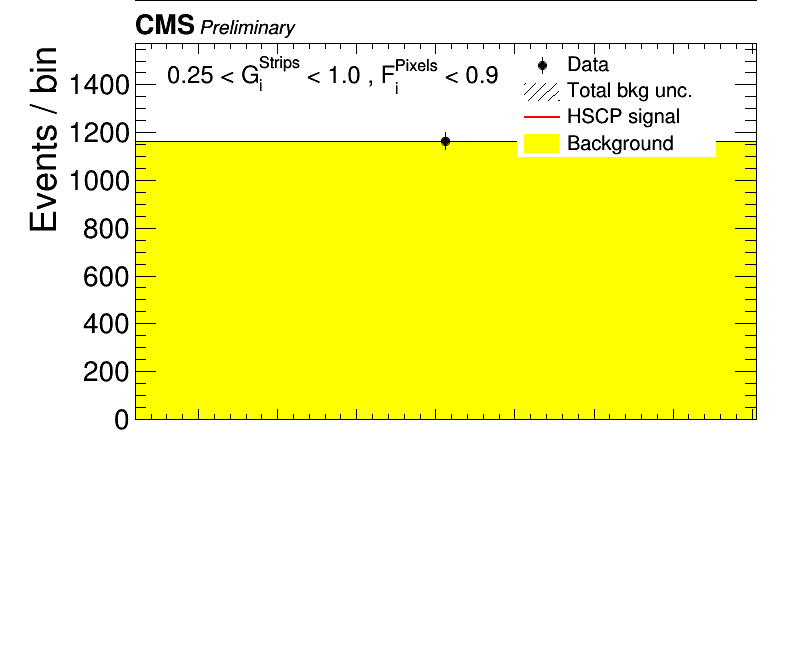 CMS Preliminary
Events / bin
1400
1200
1000
800
600
400
200
0
0.25 < G_i^Strips < 1.0 , F_i^Pixels < 0.9
Data
Total bkg unc.
HSCP signal
Background